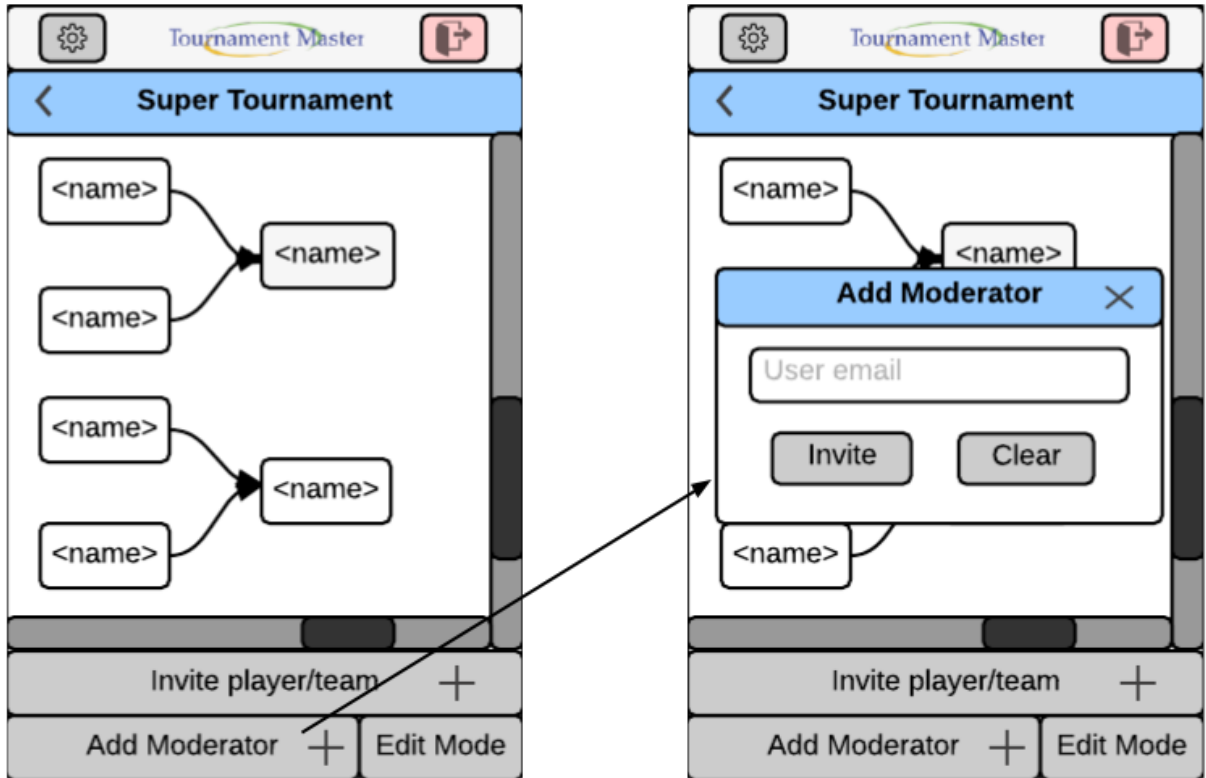 Tournament Master
Super Tournament
<name>
<name>
<name>
<name>
<name>
<name>
Invite player/team
Add Moderator
Edit Mode
Tournament Master
Super Tournament
<name>
<name>
Add Moderator
User email
Invite Clear
<name>
Invite player/team
Add Moderator
Edit Mode